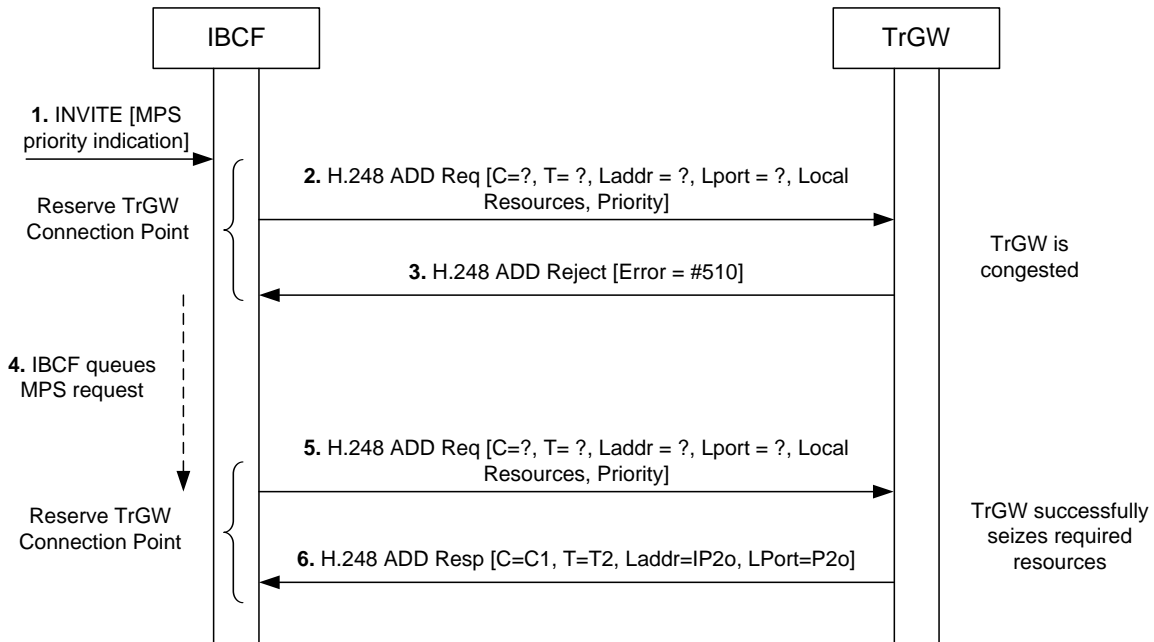 IBCF
TrGW
1. INVITE [MPS
priority indication]
2. H.248 ADD Req [C=?, T= ?, Laddr = ?, Lport = ?, Local
Resources, Priority]
Reserve TrGW
Connection Point
TrGW is
congested
3. H.248 ADD Reject [Error = #510]
4. IBCF queues
MPS request
5. H.248 ADD Req [C=?, T= ?, Laddr = ?, Lport = ?, Local
Resources, Priority]
Reserve TrGW
Connection Point
TrGW successfully
seizes required
resources
6. H.248 ADD Resp [C=C1, T=T2, Laddr=IP2o, LPort=P2o]